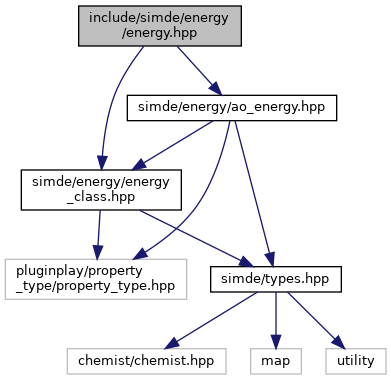 include/simde/energy
/energy.hpp
simde/energy/ao_energy.hpp
simde/energy/energy
_class.hpp
pluginplay/property
_type/property_type.hpp
simde/types.hpp
chemist/chemist.hpp
map
utility